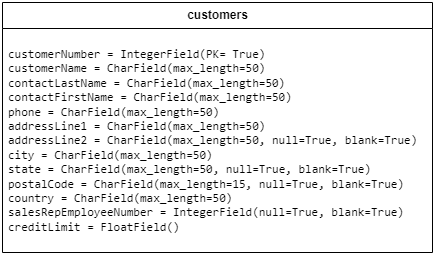 customers
customerNumber = IntegerField(PK= True)
customerName = CharField(max_length=50)
contactLastName = CharField(max_length=50)
contactFirstName = CharField(max_length=50)
phone = CharField(max_length=50)
addressLine1 = CharField(max_length=50)
addressLine2 = CharField(max_length=50, null=True, blank=True)
city = CharField(max_length=50)
state = CharField(max_length=50, null=True, blank=True)
postalCode = CharField(max_length=15, null=True, blank=True)
country = CharField(max_length=50)
salesRepEmployeeNumber = IntegerField(null=True, blank=True)
creditLimit = FloatField()